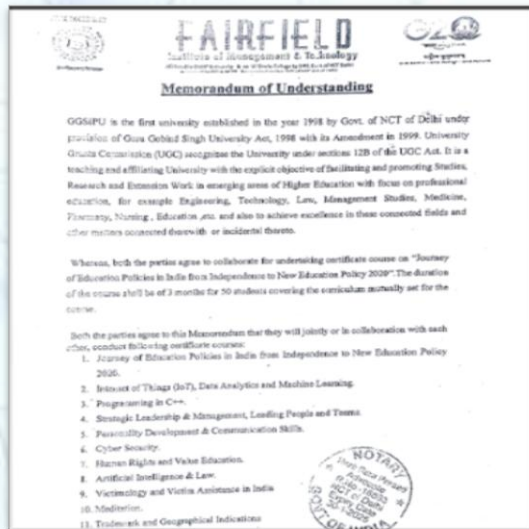 FAIRFIELD
Institute of Management & Technology
Memorandum of Understanding
GGSIPU is the first university established in the year 1998 by Govt. of NCT of Delhi under
provision of Guru Gobind Singh University Act, 1998 with its Amendment in 1999. University
Grants Commission (UGC) recognises the University under sections 12B of the UGC Act. It is a
teaching and affiliating University with the explicit objective of facilitating and promoting Studies,
Research and Extension Work in emerging areas of Higher Education with focus on professional
education, for example Engineering, Technology, Law, Management Studies, Medicine,
Pharmacy, Nursing , Education ,etc. and also to achieve excellence in these connected fields and
other matters connected therewith or incidental thereto.
Whereas, both the parties agree to collaborate for undertaking certificate course on "Journey
of Education Policies in India from Independence to New Education Policy 2020".The duration
of the course shall be of 3 months for 50 students covering the curriculum mutually set for the
course.
Both the parties agree to this Memorandum that they will jointly or in collaboration with each
other, conduct following certificate courses:
1. Journey of Education Policies in India from Independence to New Education Policy
2020.
2. Internet of Things (IoT), Data Analytics and Machine Learning.
3. Programming in C++.
4. Strategic Leadership & Management, Leading People and Teams.
5. Personality Development & Communication Skills.
6. Cyber Security.
7. Human Rights and Value Education.
8. Artificial Intelligence & Law.
9. Victimology and Victim Assistance in India
10. Meditation.
11. Trademark and Geographical Indications
NOTARY
Advocate
NCT of Delhi